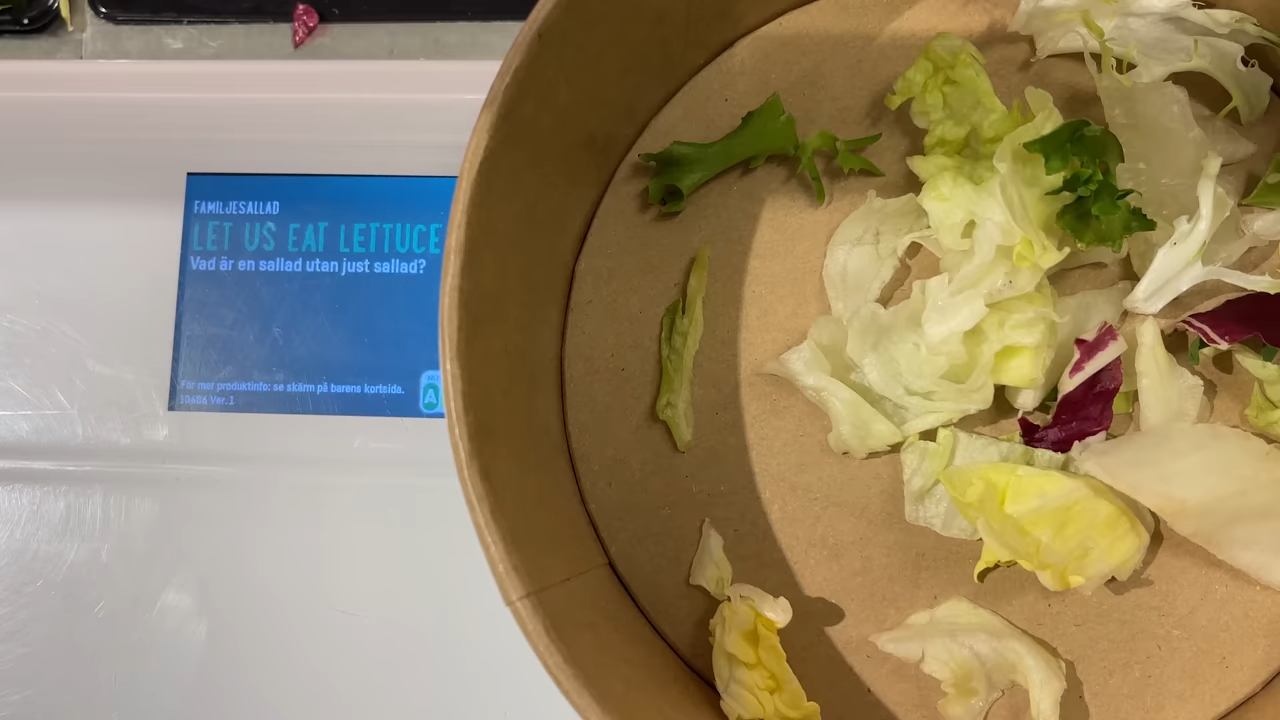 FAMILJESALLAD
LET US EAT LETTUCE
Vad är en sallad utan just sallad?
För mer produktinfo: se skärm på barens kortsida.
10686 Ver.1
A